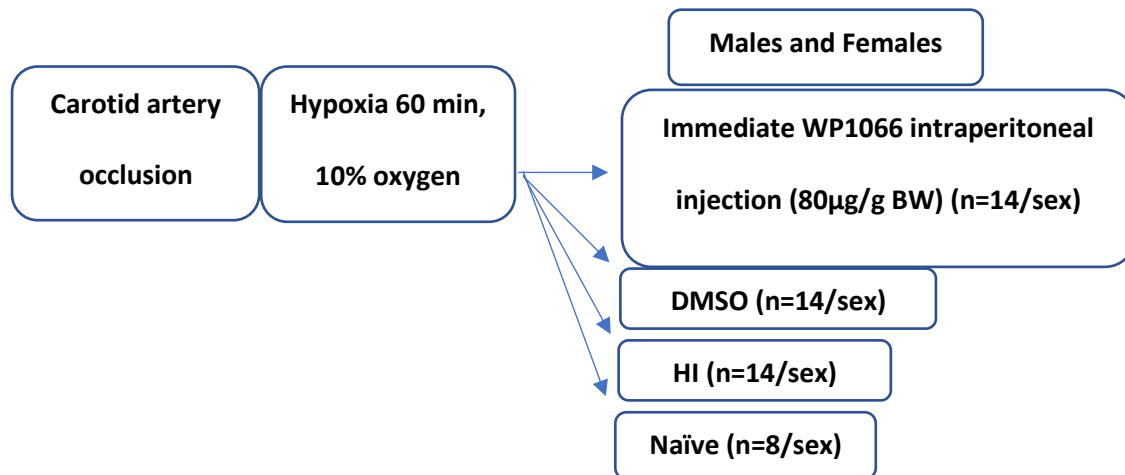 Carotid artery
occlusion
Hypoxia 60 min,
10% oxygen
Males and Females
Immediate WP1066 intraperitoneal
injection (80µg/g BW) (n=14/sex)
DMSO (n=14/sex)
HI (n=14/sex)
Naïve (n=8/sex)